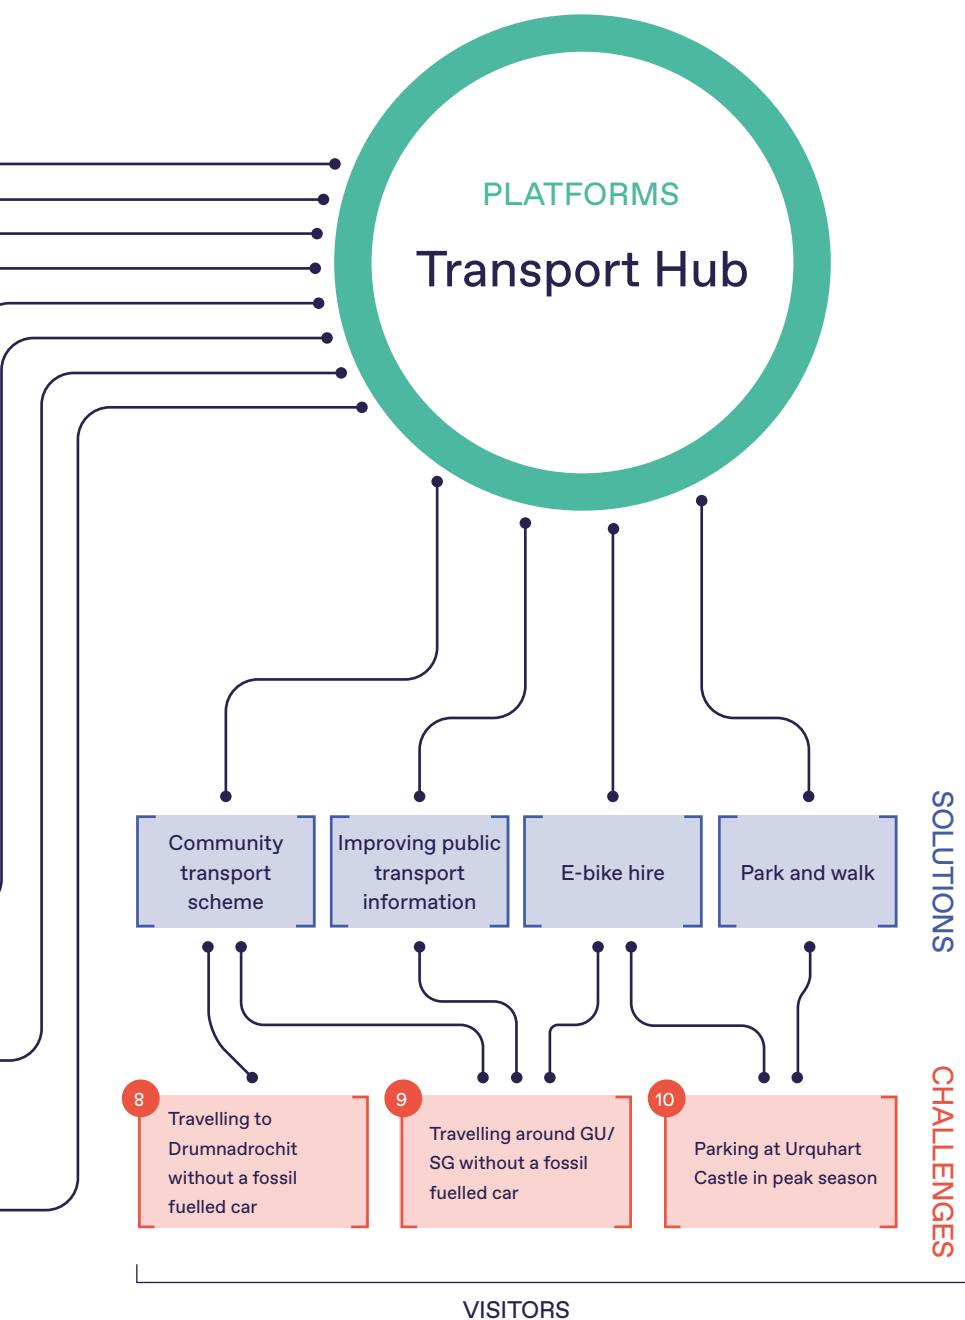 PLATFORMS
Transport Hub
Community
transport
scheme
Improving public
transport
information
E-bike hire
Park and walk
SOLUTIONS
8
Travelling to
Drumnadrochit
without a fossil
fuelled car
9
Travelling around GU/
SG without a fossil
fuelled car
10
Parking at Urquhart
Castle in peak season
CHALLENGES
VISITORS